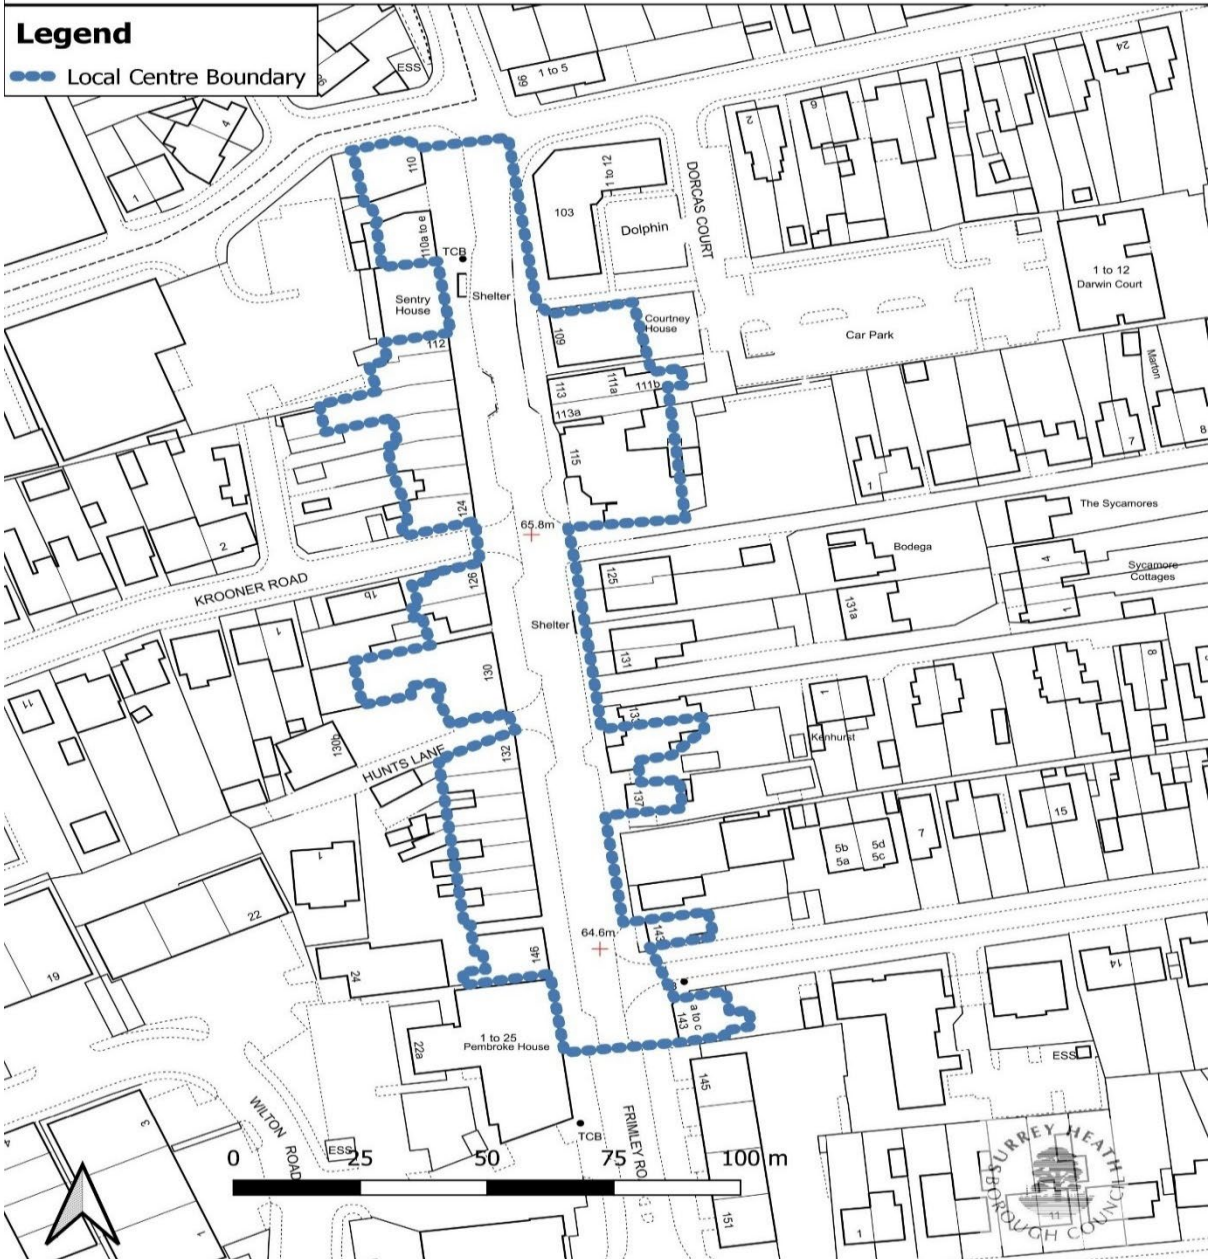 Legend
Local Centre Boundary
ESS
66
1 to 5
24
4
1
110
1 to 12
2
9
103
Dolphin
DORCAS COURT
110a to e
TCB
Shelter
Sentry
House
1 to 12
Darwin Court
112
109
Courtney
House
Car Park
113
111a
111b
113a
Marton
115
7
8
1
124
65.8m
The Sycamores
2
Bodega
KROONER ROAD
126
125
4
Sycamore
Cottages
1b
131a
1
1
Shelter
131
11
130
1
8
130b
Kenhurst
HUNTS LANE
132
137
15
5b
5d
7
5a
5c
1
22
64.6m
143
146
19
24
14
1 to 25
Pembroke House
143
a to c
22a
ESS
145
WILTON ROAD
3
4
ESS
TCB
FRIMLEY RO
0
25
50
75
100 m
1
151
1
11
SURREY HEATH
BOROUGH COUNCIL